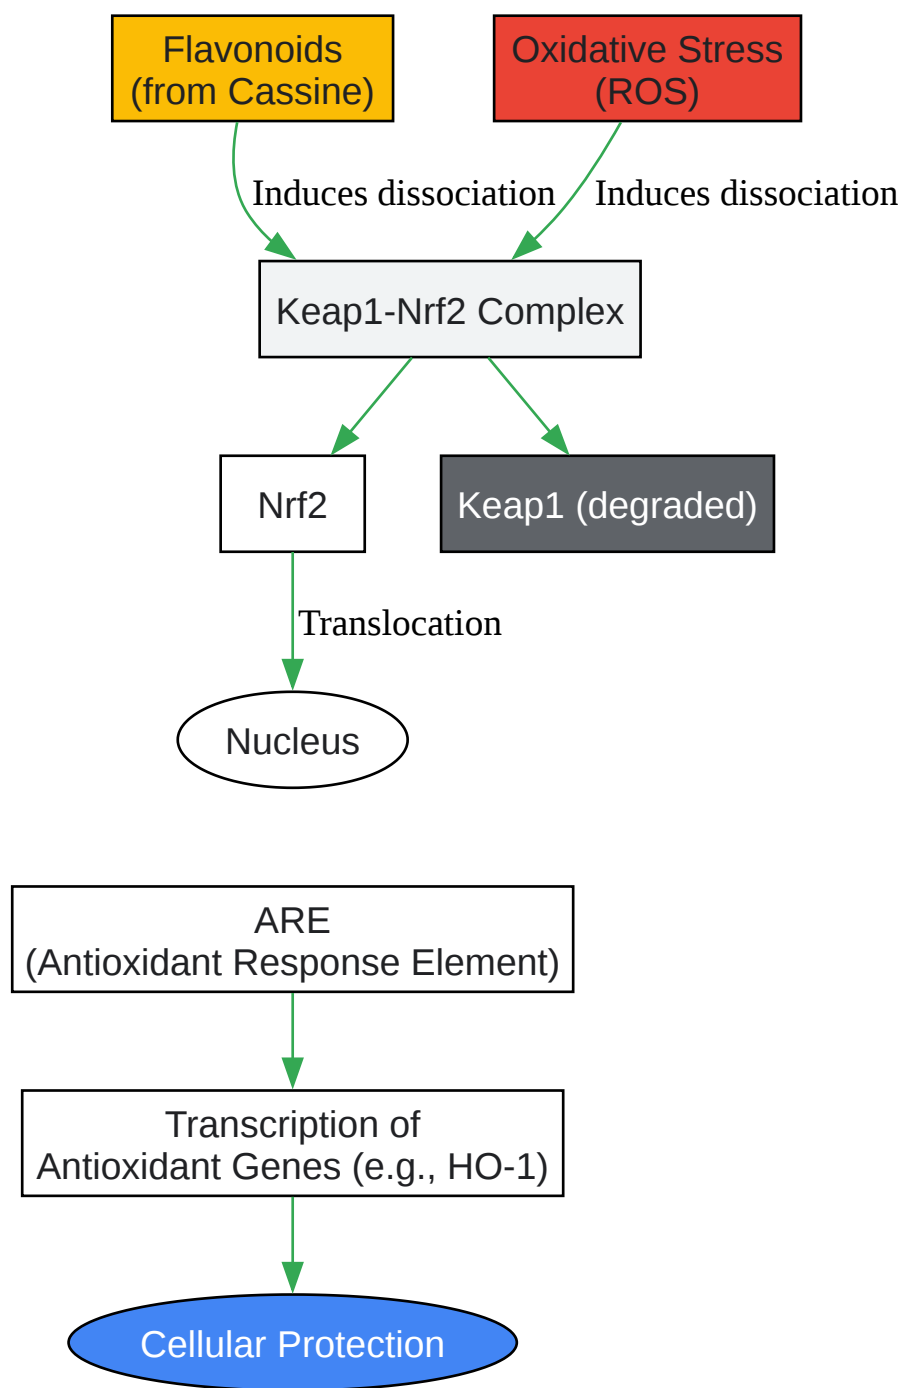 Flavonoids
(from Cassine)
Oxidative Stress
(ROS)
Induces dissociation
Induces dissociation
Keap1-Nrf2 Complex
Nrf2
Keap1 (degraded)
Translocation
Nucleus
ARE
(Antioxidant Response Element)
Transcription of
Antioxidant Genes (e.g., HO-1)
Cellular Protection